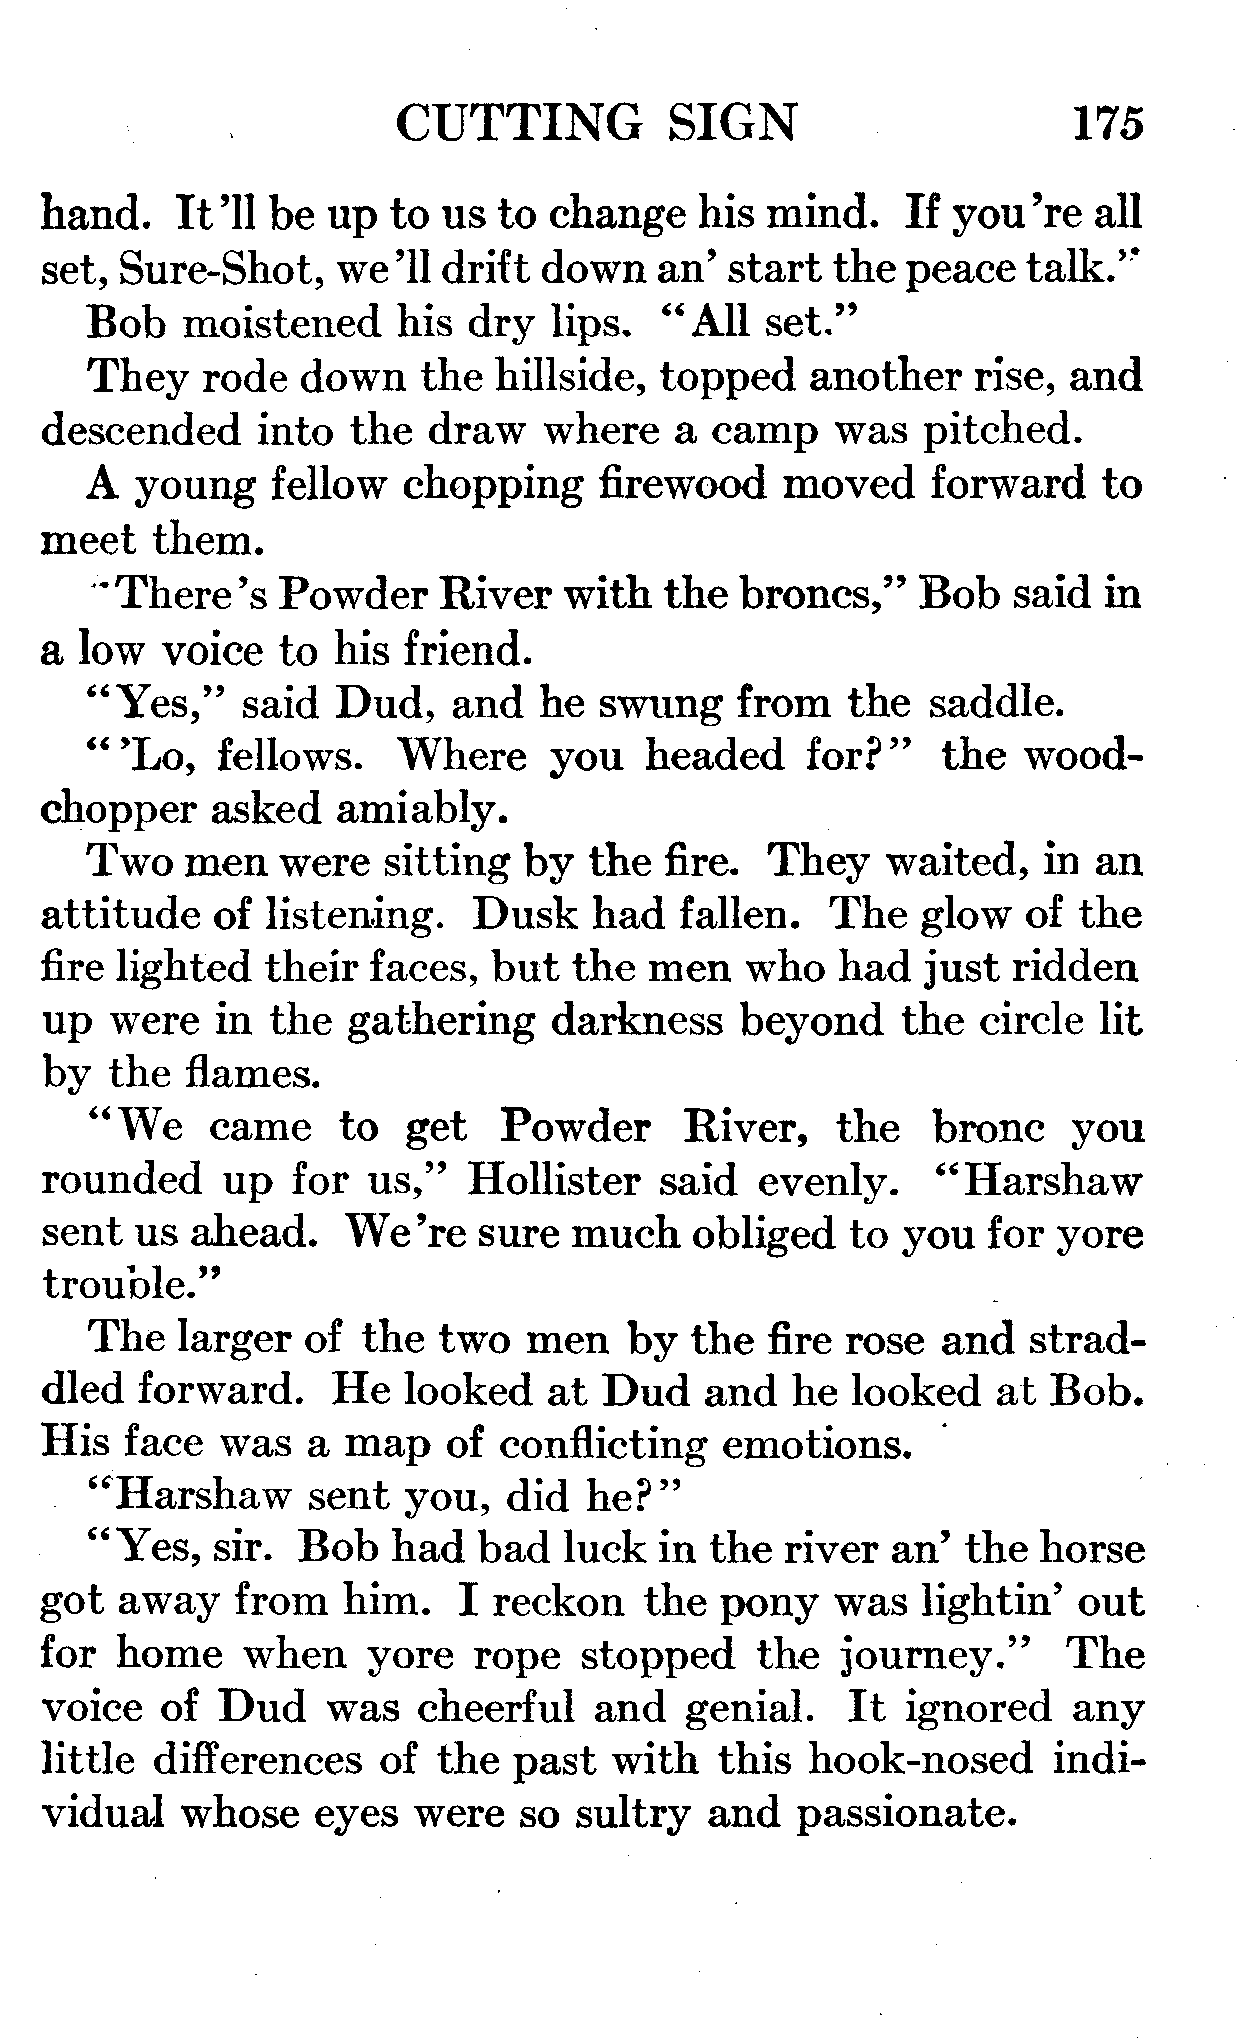 CUTTING SIGN 175
hand. It'll be up to us to change his mind. If you're all
set, Sure-Shot, we'll drift down an' start the peace talk."
Bob moistened his dry lips. "All set."
They rode down the hillside, topped another rise, and
descended into the draw where a camp was pitched.
A young fellow chopping firewood moved forward to
meet them.
"There's Powder River with the broncs," Bob said in
a low voice to his friend.
"Yes," said Dud, and he swung from the saddle.
"'Lo, fellows. Where you headed for?" the wood-
chopper asked amiably.
Two men were sitting by the fire. They waited, in an
attitude of listening. Dusk had fallen. The glow of the
fire lighted their faces, but the men who had just ridden
up were in the gathering darkness beyond the circle lit
by the flames.
"We came to get Powder River, the bronc you
rounded up for us," Hollister said evenly. "Harshaw
sent us ahead. We're sure much obliged to you for yore
trouble."
The larger of the two men by the fire rose and strad-
dled forward. He looked at Dud and he looked at Bob.
His face was a map of conflicting emotions.
"Harshaw sent you, did he?"
"Yes, sir. Bob had bad luck in the river an' the horse
got away from him. I reckon the pony was lightin' out
for home when yore rope stopped the journey." The
voice of Dud was cheerful and genial. It ignored any
little differences of the past with this hook-nosed indi-
vidual whose eyes were so sultry and passionate.